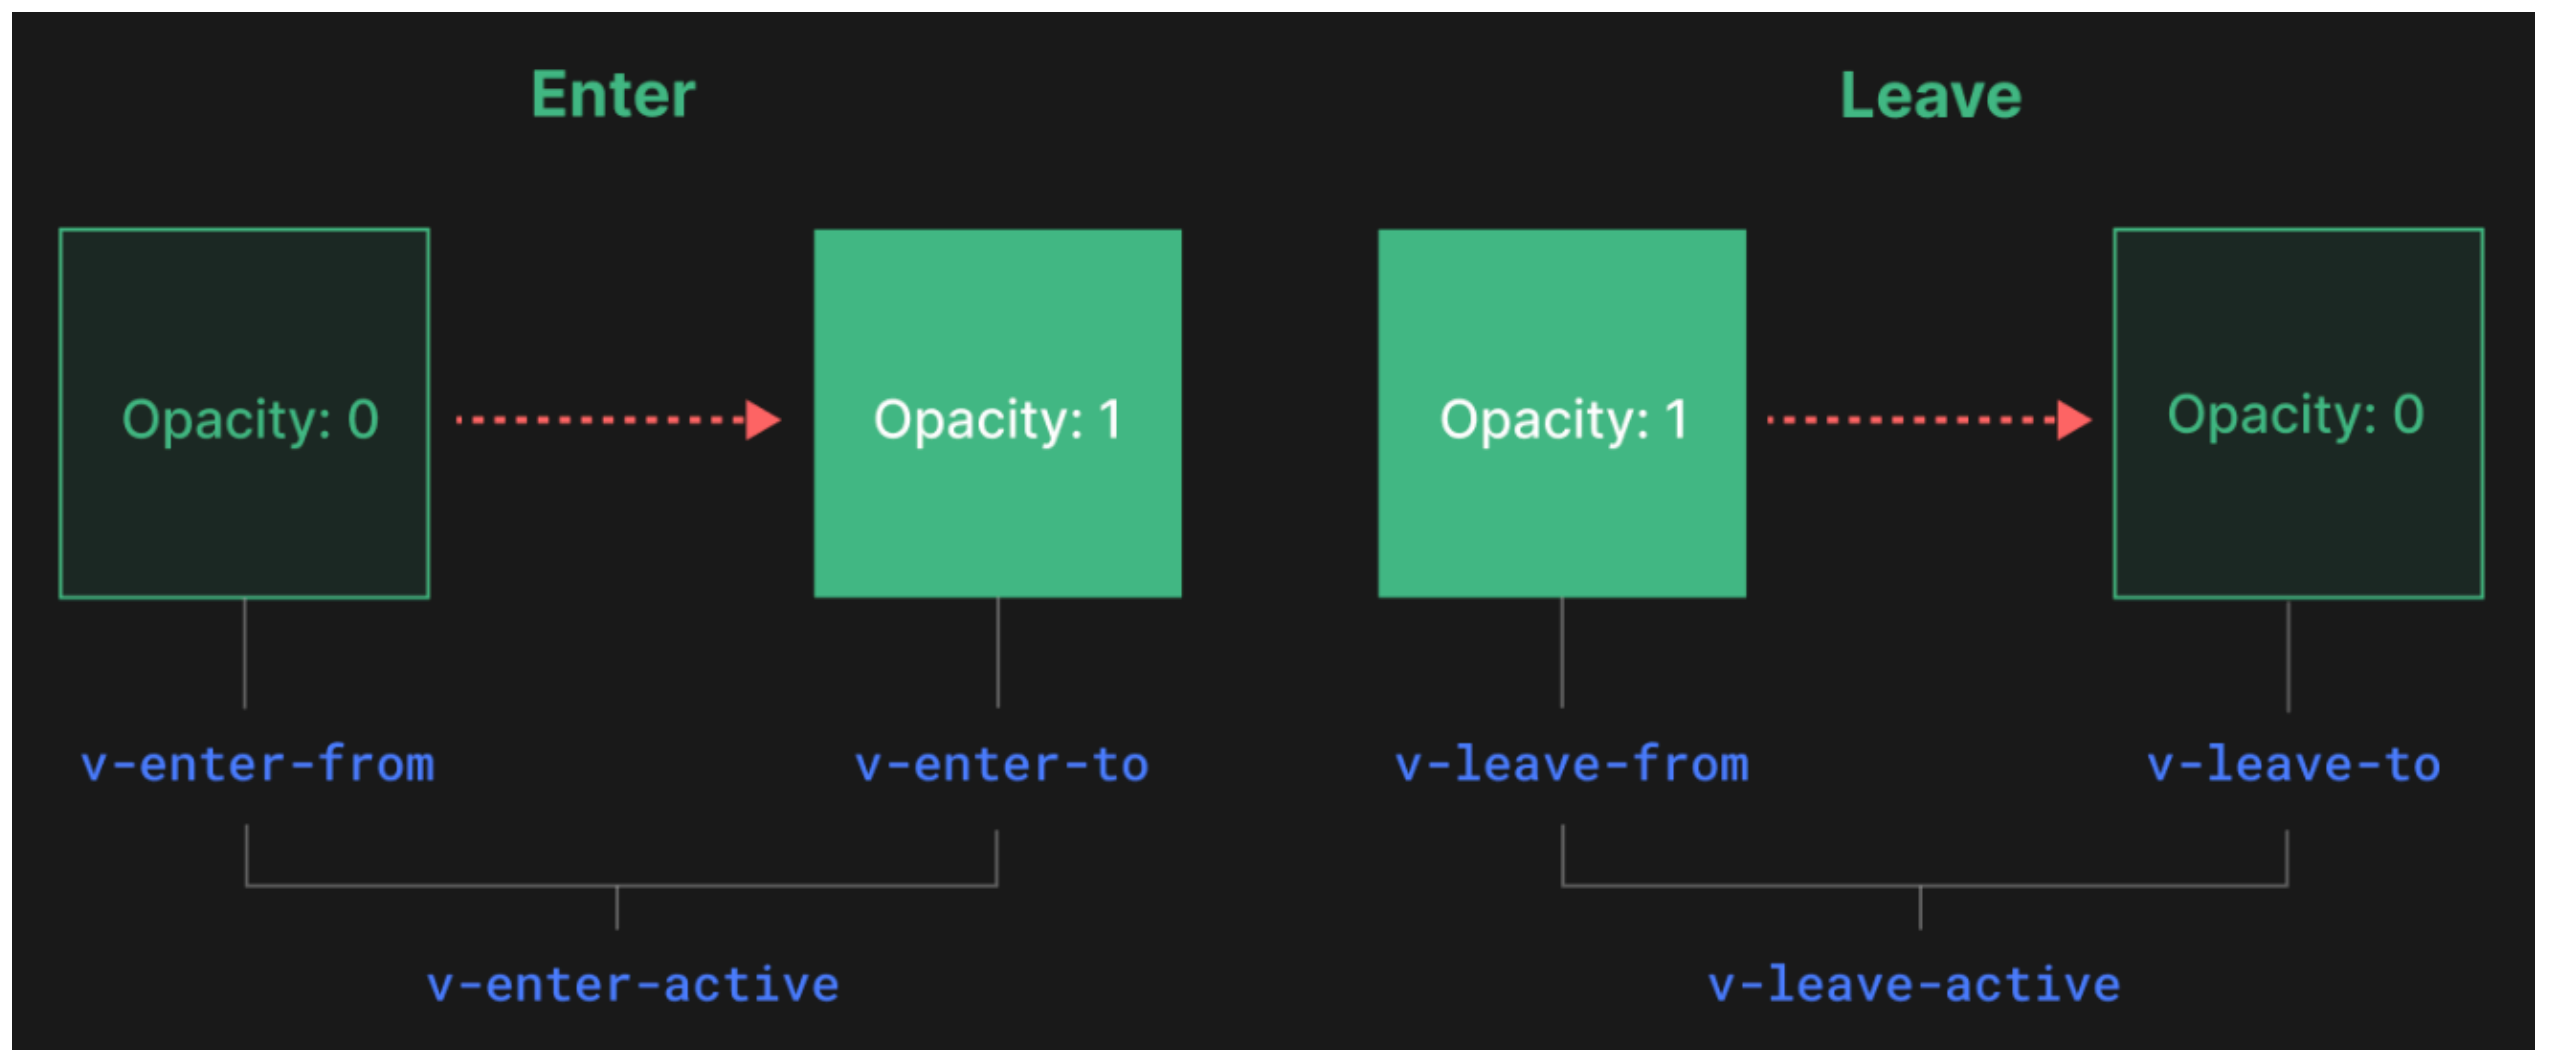 Enter
Leave
Opacity: 0
Opacity: 1
Opacity: 1
Opacity: 0
v-enter-from
v-enter-to
v-leave-from
v-leave-to
v-enter-active
v-leave-active